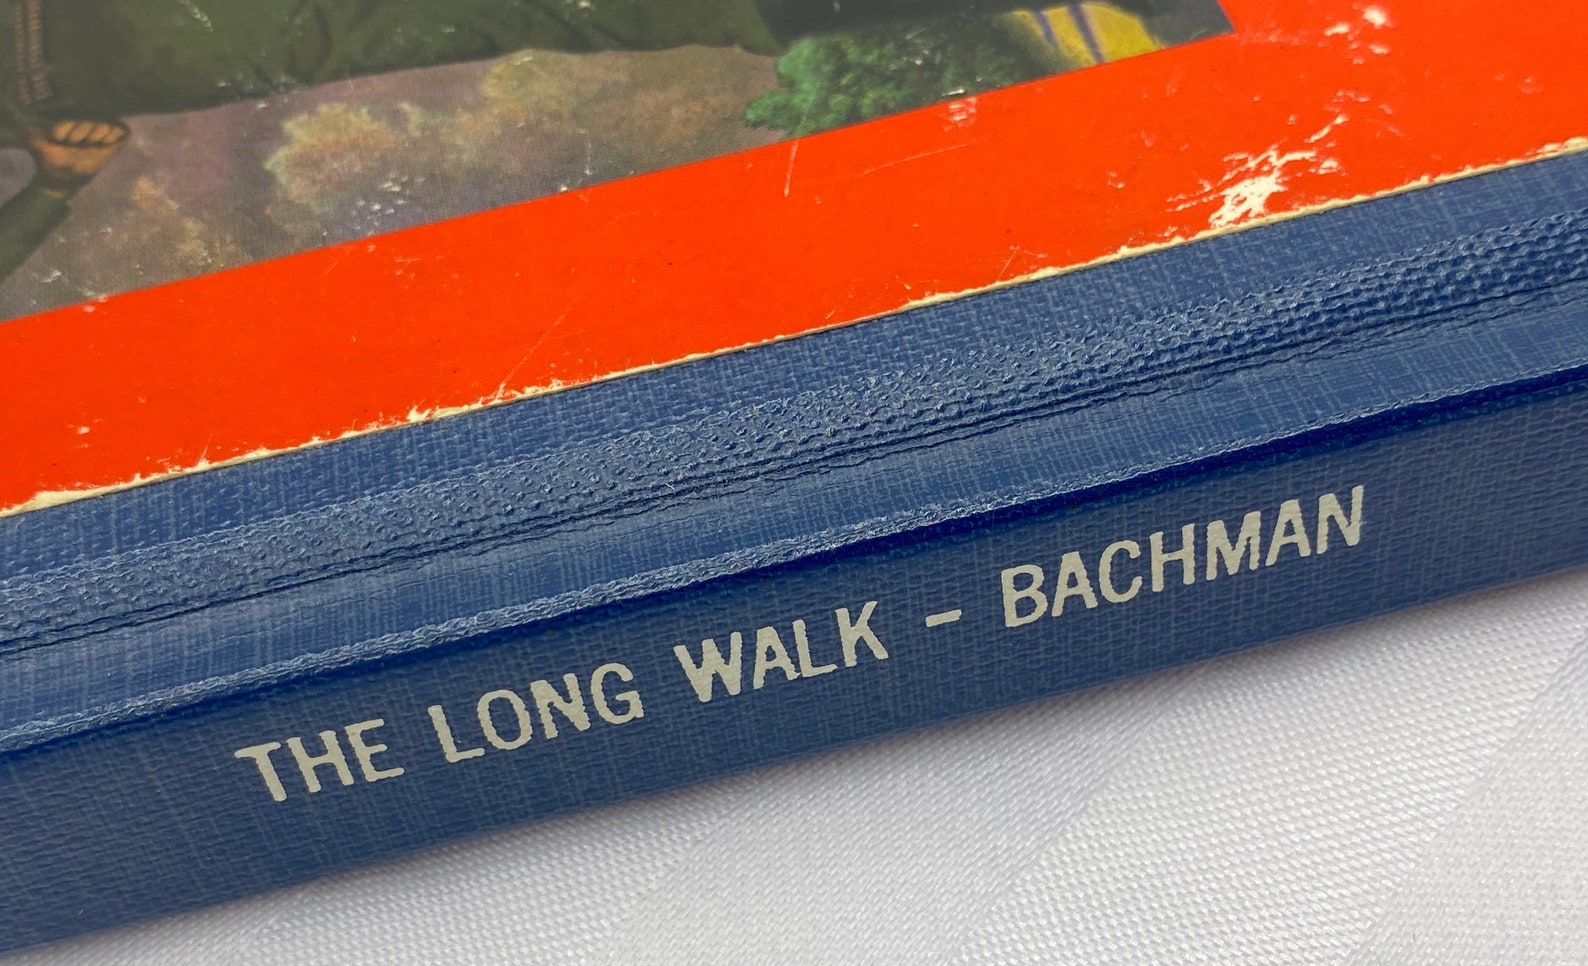 THE LONG WALK – BACHMAN